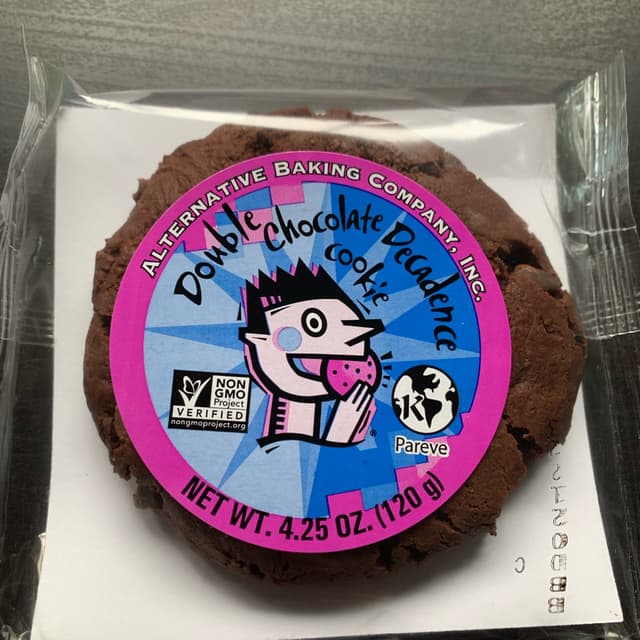 ALTERNATIVE BAKING COMPANY, INC.
Double Chocolate Decadence
cookie
NON
GMO
Project
VERIFIED
nongmoproject.org
K
Pareve
®
NET WT. 4.25 OZ. (120 g)